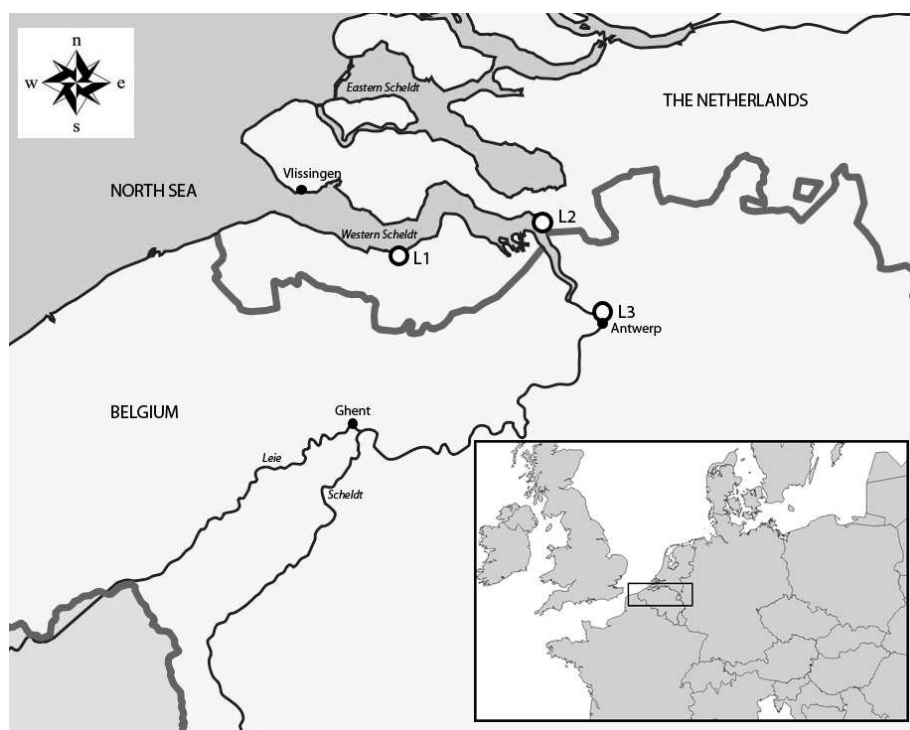 n
w e
s
Eastern Scheldt
THE NETHERLANDS
Vlissingen
NORTH SEA
L2
Western Scheldt
L1
L3
Antwerp
BELGIUM
Ghent
Leie
Scheldt